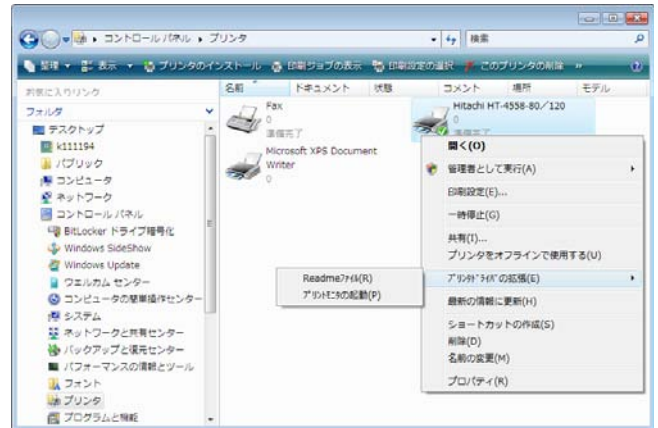 コントロール パネル ▸ プリンタ
検索
整理 表示 プリンタのインストール 印刷ジョブの表示 印刷設定の選択 このプリンタの削除 »
お気に入りリンク
フォルダ
デスクトップ
k111194
パブリック
コンピュータ
ネットワーク
コントロール パネル
BitLocker ドライブ暗号化
Windows SideShow
Windows Update
ウェルカム センター
コンピュータの簡単操作センター
システム
ネットワークと共有センター
バックアップと復元センター
パフォーマンスの情報とツール
フォント
プリンタ
プログラムと機能
名前 ドキュメント 状態 コメント 場所 モデル
Fax
0
準備完了
Microsoft XPS Document
Writer
0
Hitachi HT-4558-80/120
0
準備完了
開く(O)
管理者として実行(A)
印刷設定(E)...
一時停止(G)
共有(I)...
プリンタをオフラインで使用する(U)
ﾌﾟﾘﾝﾀﾄﾞﾗｲﾊﾞの拡張(E)
最新の情報に更新(H)
ショートカットの作成(S)
削除(D)
名前の変更(M)
プロパティ(R)
Readmeﾌｧｲﾙ(R)
ﾌﾟﾘﾝﾄﾓﾆﾀの起動(P)